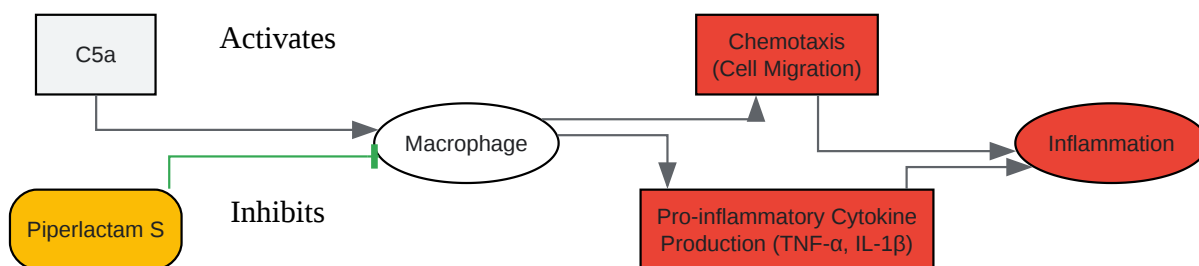 C5a
Activates
Chemotaxis
(Cell Migration)
Macrophage
Inflammation
Piperlactam S
Inhibits
Pro-inflammatory Cytokine
Production (TNF-α, IL-1β)